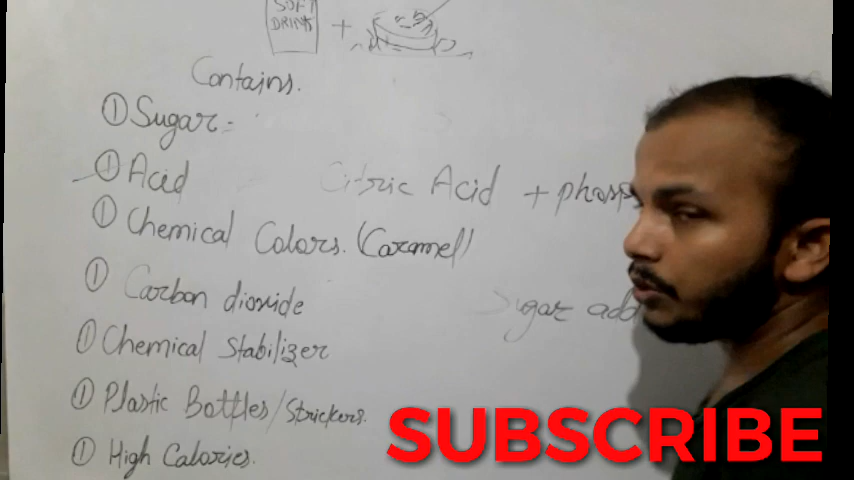 SOFT
DRINKS +
Contains.
① Sugar:-
① Acid Citric Acid + phosp
① Chemical Colors. (Caramel)
① Carbon dioxide
Sugar add
① Chemical Stabilizer
① Plastic Bottles/Strickers.
① High Calories.
SUBSCRIBE